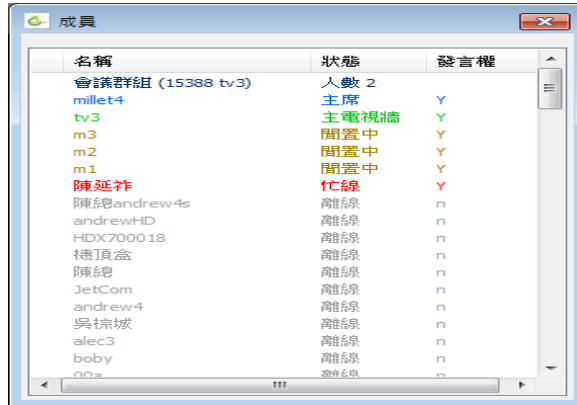 成員
名稱 狀態 發言權
會議群組 (15388 tv3) 人數 2
millet4 主席 Y
tv3 主電視牆 Y
m3 閒置中 Y
m2 閒置中 Y
m1 閒置中 Y
陳延祚 忙線 Y
陳總andrew4s 離線 n
andrewHD 離線 n
HDX700018 離線 n
機頂盒 離線 n
陳總 離線 n
JetCom 離線 n
andrew4 離線 n
吳棕城 離線 n
alec3 離線 n
boby 離線 n
00a 離線 n